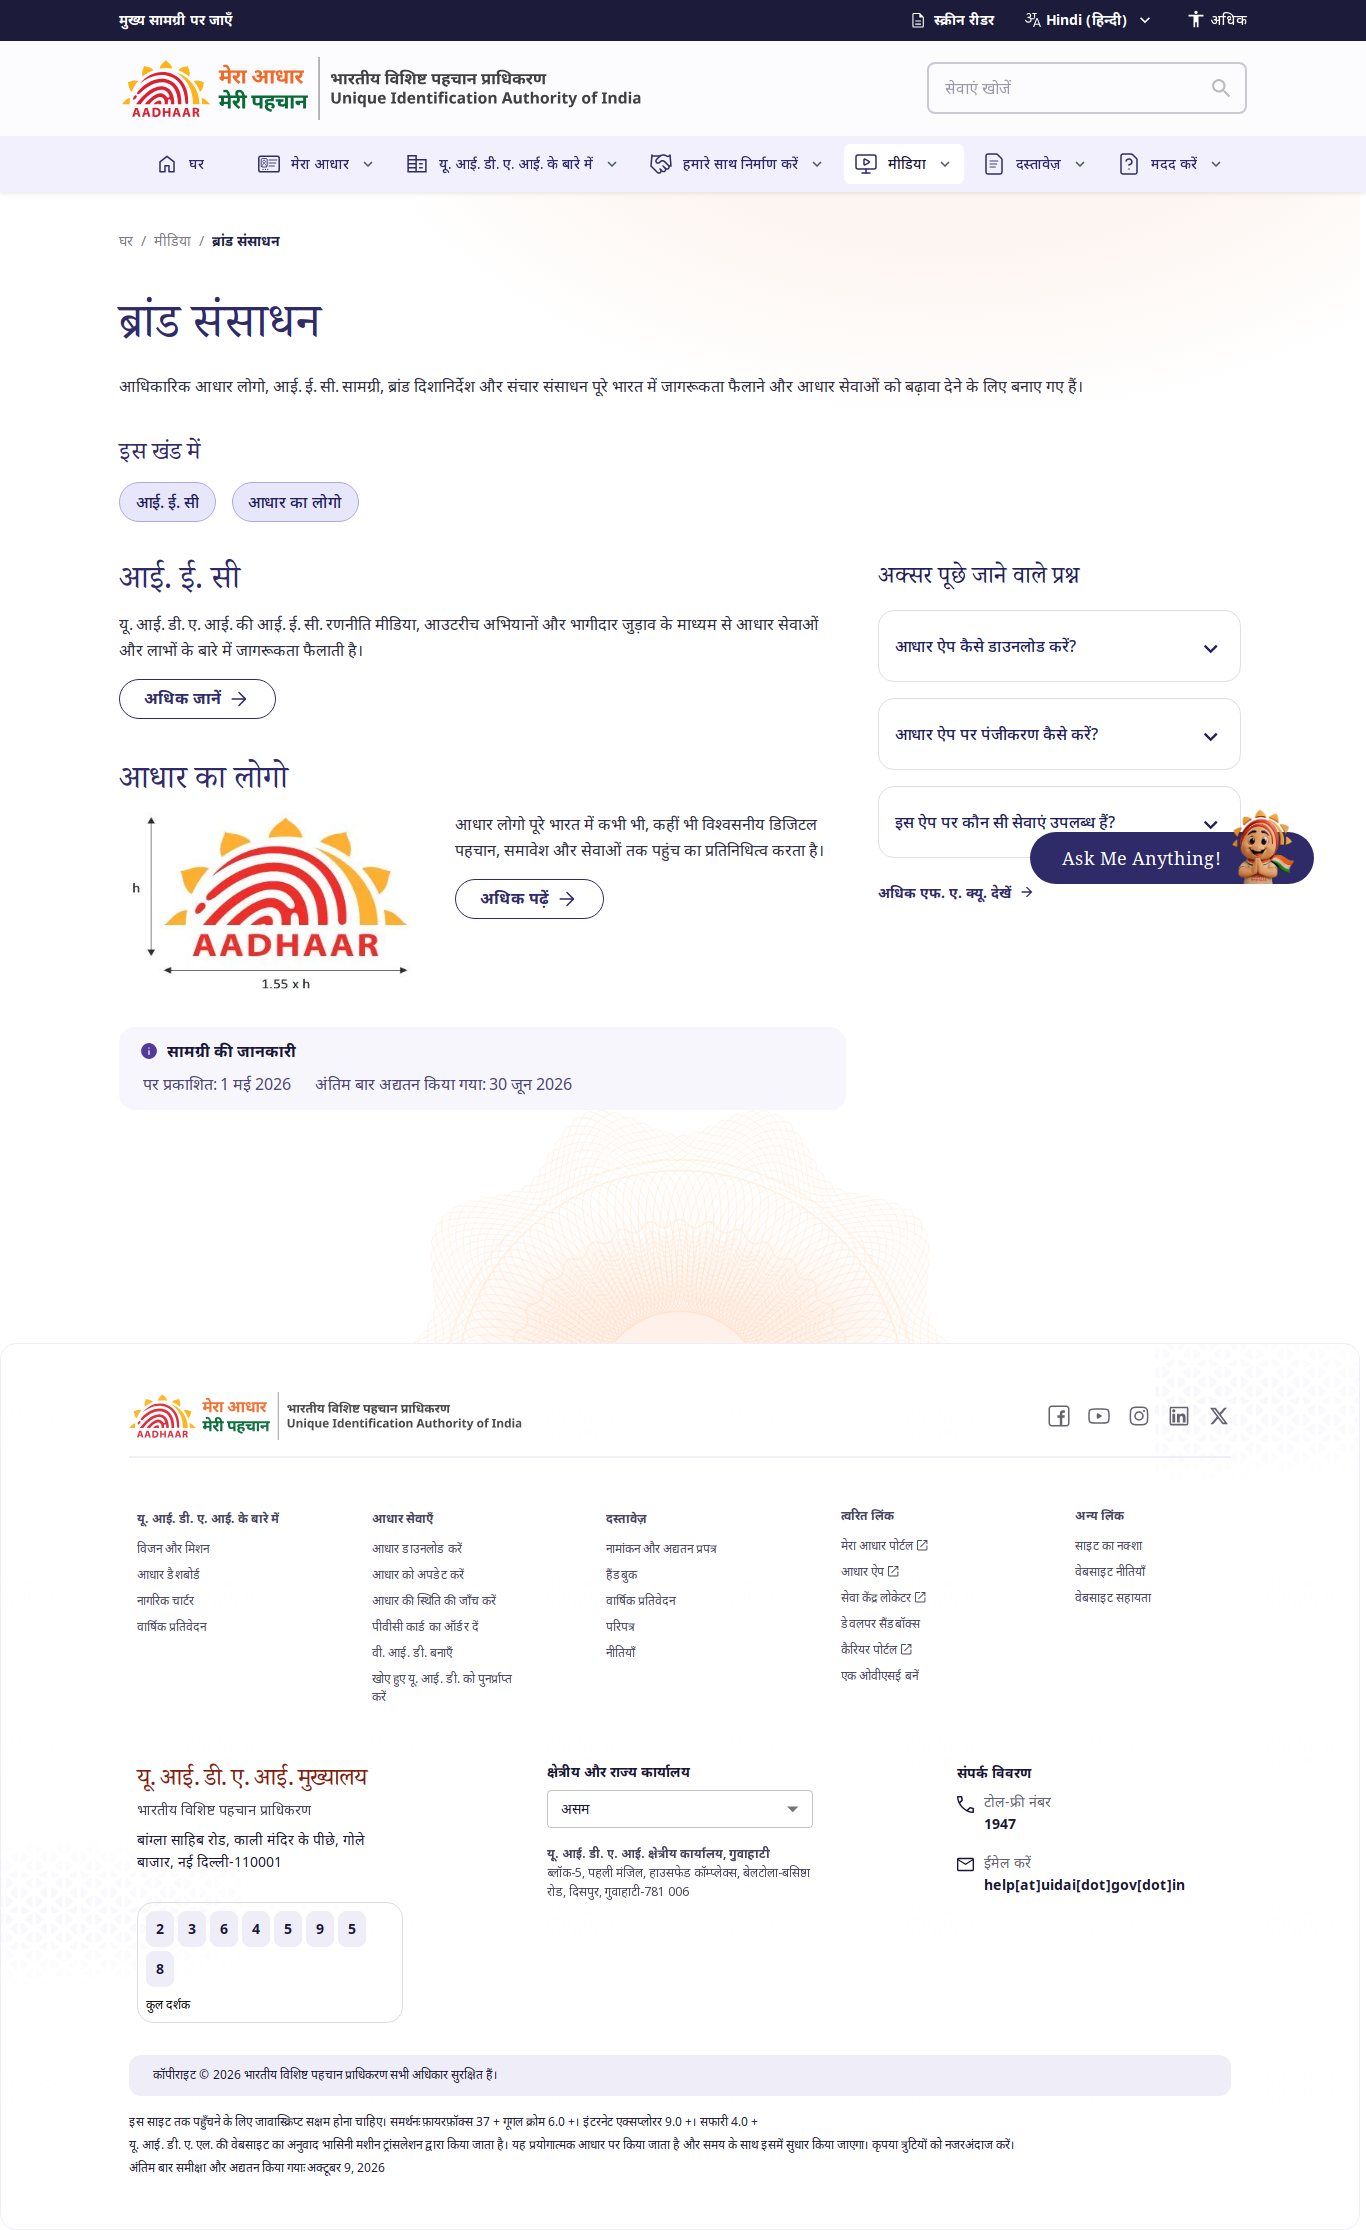 मुख्य सामग्री पर जाएँ
स्क्रीन रीडर
Hindi (हिन्दी)
अधिक
AADHAAR
मेरा आधार
मेरी पहचान
भारतीय विशिष्ट पहचान प्राधिकरण
Unique Identification Authority of India
सेवाएं खोजें
घर
मेरा आधार
यू. आई. डी. ए. आई. के बारे में
हमारे साथ निर्माण करें
मीडिया
दस्तावेज़
मदद करें
घर / मीडिया / ब्रांड संसाधन
ब्रांड संसाधन
आधिकारिक आधार लोगो, आई. ई. सी. सामग्री, ब्रांड दिशानिर्देश और संचार संसाधन पूरे भारत में जागरूकता फैलाने और आधार सेवाओं को बढ़ावा देने के लिए बनाए गए हैं।
इस खंड में
आई. ई. सी
आधार का लोगो
आई. ई. सी
यू. आई. डी. ए. आई. की आई. ई. सी. रणनीति मीडिया, आउटरीच अभियानों और भागीदार जुड़ाव के माध्यम से आधार सेवाओं
और लाभों के बारे में जागरूकता फैलाती है।
अधिक जानें
आधार का लोगो
h
AADHAAR
1.55 x h
आधार लोगो पूरे भारत में कभी भी, कहीं भी विश्वसनीय डिजिटल
पहचान, समावेश और सेवाओं तक पहुंच का प्रतिनिधित्व करता है।
अधिक पढ़ें
अक्सर पूछे जाने वाले प्रश्न
आधार ऐप कैसे डाउनलोड करें?
आधार ऐप पर पंजीकरण कैसे करें?
इस ऐप पर कौन सी सेवाएं उपलब्ध हैं?
Ask Me Anything!
अधिक एफ. ए. क्यू. देखें
सामग्री की जानकारी
पर प्रकाशित: 1 मई 2026
अंतिम बार अद्यतन किया गया: 30 जून 2026
AADHAAR
मेरा आधार
मेरी पहचान
भारतीय विशिष्ट पहचान प्राधिकरण
Unique Identification Authority of India
यू. आई. डी. ए. आई. के बारे में
विजन और मिशन
आधार डैशबोर्ड
नागरिक चार्टर
वार्षिक प्रतिवेदन
आधार सेवाएँ
आधार डाउनलोड करें
आधार को अपडेट करें
आधार की स्थिति की जाँच करें
पीवीसी कार्ड का ऑर्डर दें
वी. आई. डी. बनाएँ
खोए हुए यू. आई. डी. को पुनर्प्राप्त
करें
दस्तावेज़
नामांकन और अद्यतन प्रपत्र
हैंडबुक
वार्षिक प्रतिवेदन
परिपत्र
नीतियाँ
त्वरित लिंक
मेरा आधार पोर्टल
आधार ऐप
सेवा केंद्र लोकेटर
डेवलपर सैंडबॉक्स
कैरियर पोर्टल
एक ओवीएसई बनें
अन्य लिंक
साइट का नक्शा
वेबसाइट नीतियाँ
वेबसाइट सहायता
यू. आई. डी. ए. आई. मुख्यालय
भारतीय विशिष्ट पहचान प्राधिकरण
बांग्ला साहिब रोड, काली मंदिर के पीछे, गोले
बाजार, नई दिल्ली-110001
2 3 6 4 5 9 5
8
कुल दर्शक
क्षेत्रीय और राज्य कार्यालय
असम
यू. आई. डी. ए. आई. क्षेत्रीय कार्यालय, गुवाहाटी
ब्लॉक-5, पहली मंजिल, हाउसफेड कॉम्प्लेक्स, बेलटोला-बसिष्ठा
रोड, दिसपुर, गुवाहाटी-781 006
संपर्क विवरण
टोल-फ्री नंबर
1947
ईमेल करें
help[at]uidai[dot]gov[dot]in
कॉपीराइट © 2026 भारतीय विशिष्ट पहचान प्राधिकरण सभी अधिकार सुरक्षित हैं।
इस साइट तक पहुँचने के लिए जावास्क्रिप्ट सक्षम होना चाहिए। समर्थनः फ़ायरफ़ॉक्स 37 + गूगल क्रोम 6.0 +। इंटरनेट एक्सप्लोरर 9.0 +। सफारी 4.0 +
यू. आई. डी. ए. एल. की वेबसाइट का अनुवाद भासिनी मशीन ट्रांसलेशन द्वारा किया जाता है। यह प्रयोगात्मक आधार पर किया जाता है और समय के साथ इसमें सुधार किया जाएगा। कृपया त्रुटियों को नजरअंदाज करें।
अंतिम बार समीक्षा और अद्यतन किया गयाः अक्टूबर 9, 2026